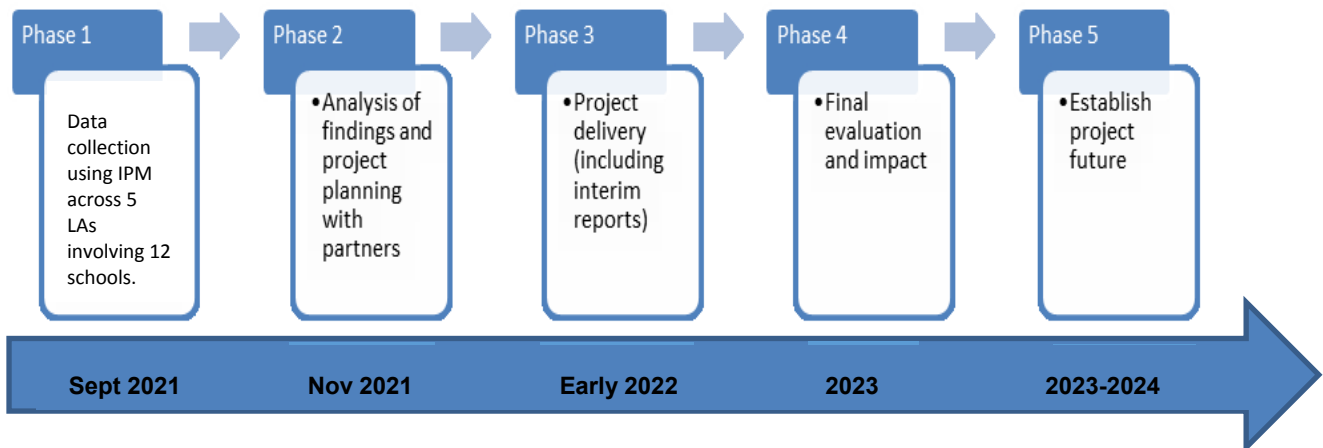 Phase 1
Data
collection
using IPM
across 5
LAs
involving 12
schools.
Phase 2
•Analysis of
findings and
project
planning
with
partners
Phase 3
•Project
delivery
(including
interim
reports)
Phase 4
•Final
evaluation
and impact
Phase 5
•Establish
project
future
Sept 2021
Nov 2021
Early 2022
2023
2023-2024